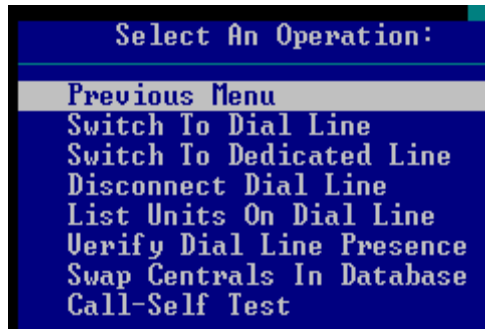 Select An Operation:
Previous Menu
Switch To Dial Line
Switch To Dedicated Line
Disconnect Dial Line
List Units On Dial Line
Verify Dial Line Presence
Swap Centrals In Database
Call-Self Test